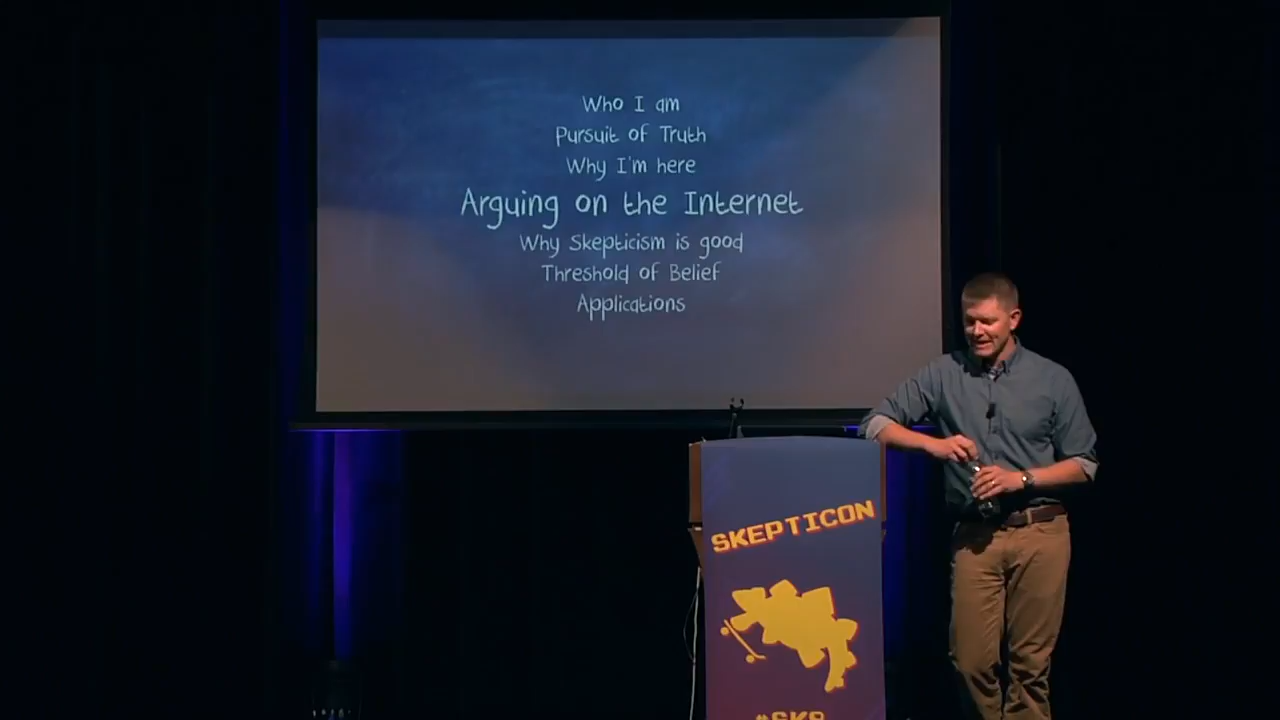 Who I am
Pursuit of Truth
Why I'm here
Arguing on the Internet
Why Skepticism is good
Threshold of Belief
Applications
SKEPTICON